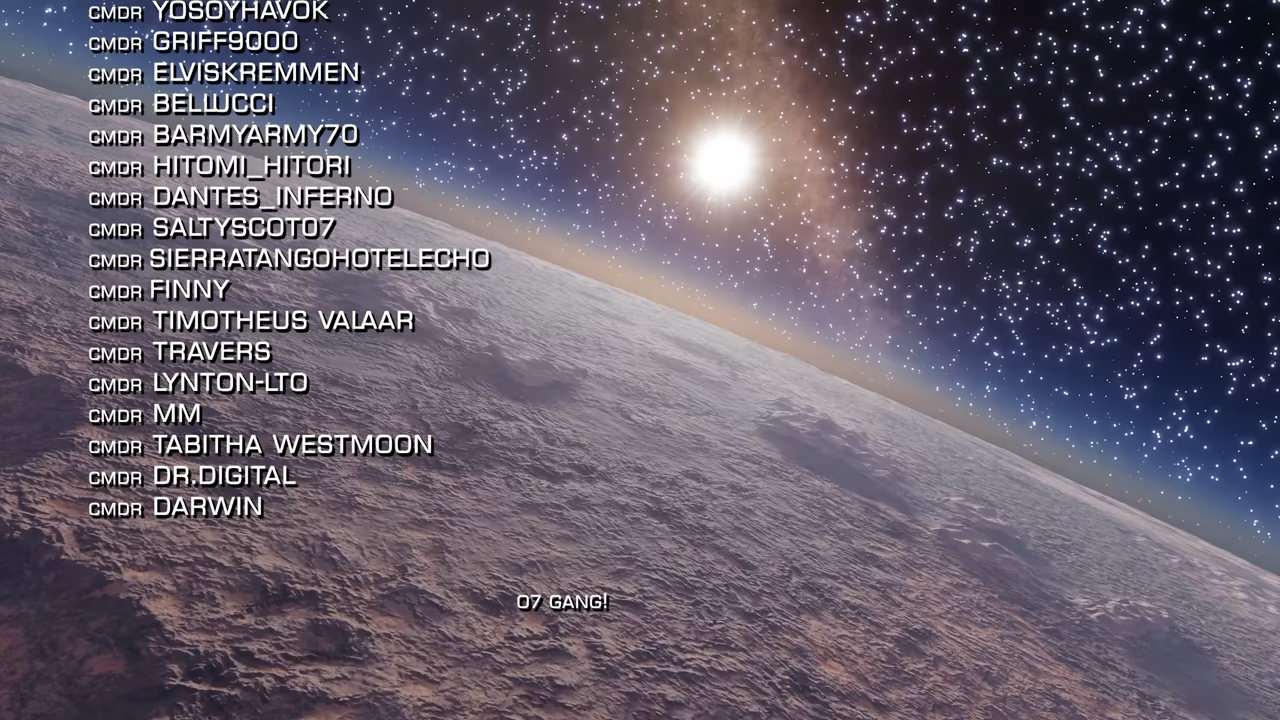 CMDR YOSOYHAVOK
CMDR GRIFF9000
CMDR ELVISKREMMEN
CMDR BELLUCCI
CMDR BARMYARMY70
CMDR HITOMI_HITORI
CMDR DANTES_INFERNO
CMDR SALTYSCOT07
CMDR SIERRATANGOHOTELECHO
CMDR FINNY
CMDR TIMOTHEUS VALAAR
CMDR TRAVERS
CMDR LYNTON-LTO
CMDR MM
CMDR TABITHA WESTMOON
CMDR DR.DIGITAL
CMDR DARWIN
O7 GANG!